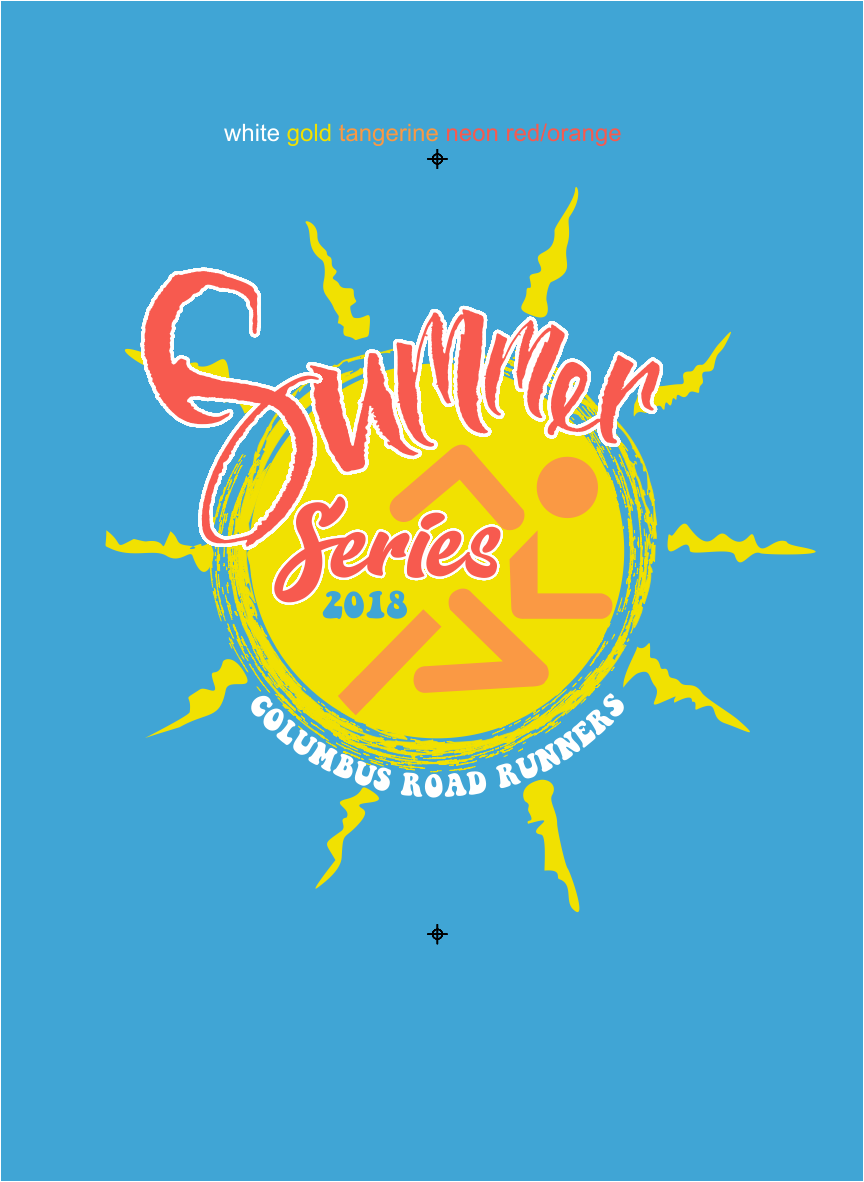 white gold tangerine neon red/orange
Summer
Series
2018
COLUMBUS ROAD RUNNERS